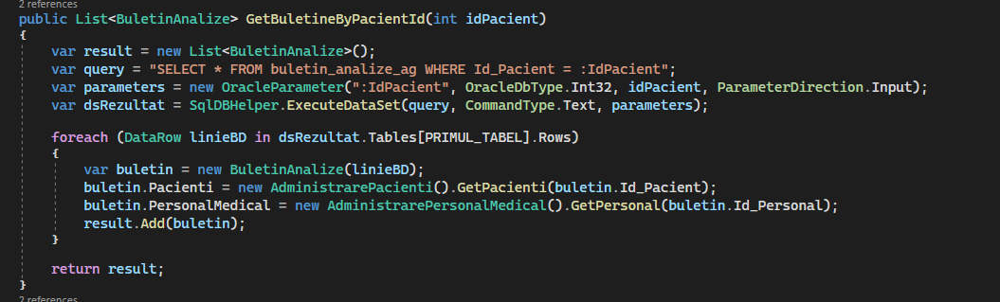 2 references
public List<BuletinAnalize> GetBuletineByPacientId(int idPacient)
{
var result = new List<BuletinAnalize>();
var query = "SELECT * FROM buletin_analize_ag WHERE Id_Pacient = :IdPacient";
var parameters = new OracleParameter(":IdPacient", OracleDbType.Int32, idPacient, ParameterDirection.Input);
var dsRezultat = SqlDBHelper.ExecuteDataSet(query, CommandType.Text, parameters);
foreach (DataRow linieBD in dsRezultat.Tables[PRIMUL_TABEL].Rows)
{
var buletin = new BuletinAnalize(linieBD);
buletin.Pacienti = new AdministrarePacienti().GetPacienti(buletin.Id_Pacient);
buletin.PersonalMedical = new AdministrarePersonalMedical().GetPersonal(buletin.Id_Personal);
result.Add(buletin);
}
return result;
}
2 references